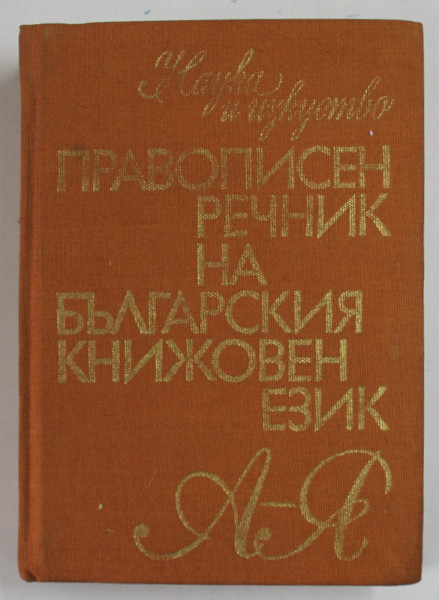 Наука
и изкуство
ПРАВОПИСЕН
РЕЧНИК
НА
БЪЛГАРСКИЯ
КНИЖОВЕН
ЕЗИК
А-Я